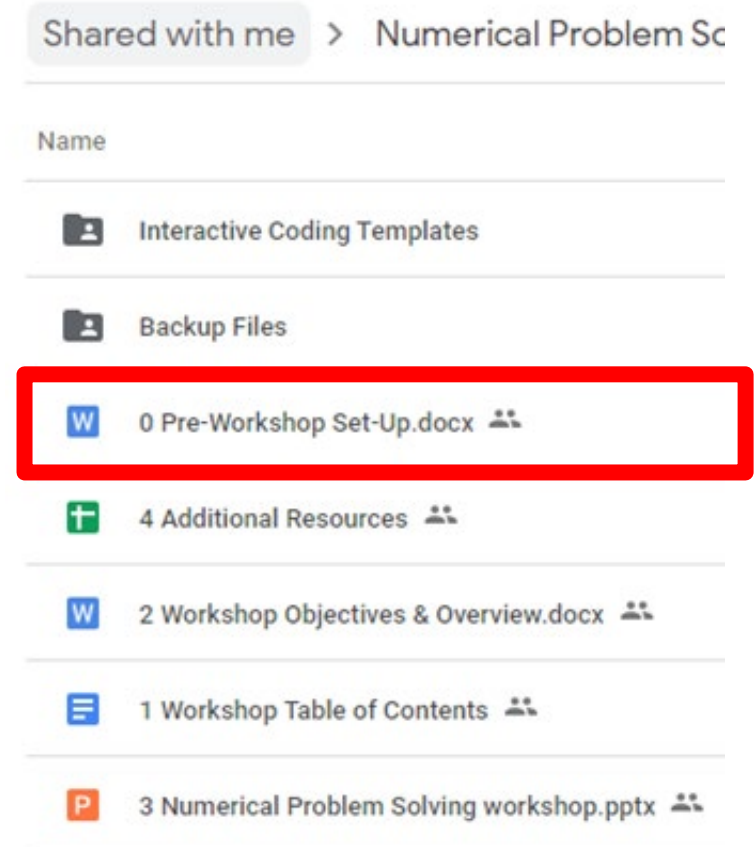 Shared with me > Numerical Problem
Name
Interactive Coding Templates
Backup Files
W 0 Pre-Workshop Set-Up.docx
4 Additional Resources
W 2 Workshop Objectives & Overview.docx
1 Workshop Table of Contents
P 3 Numerical Problem Solving workshop.pptx